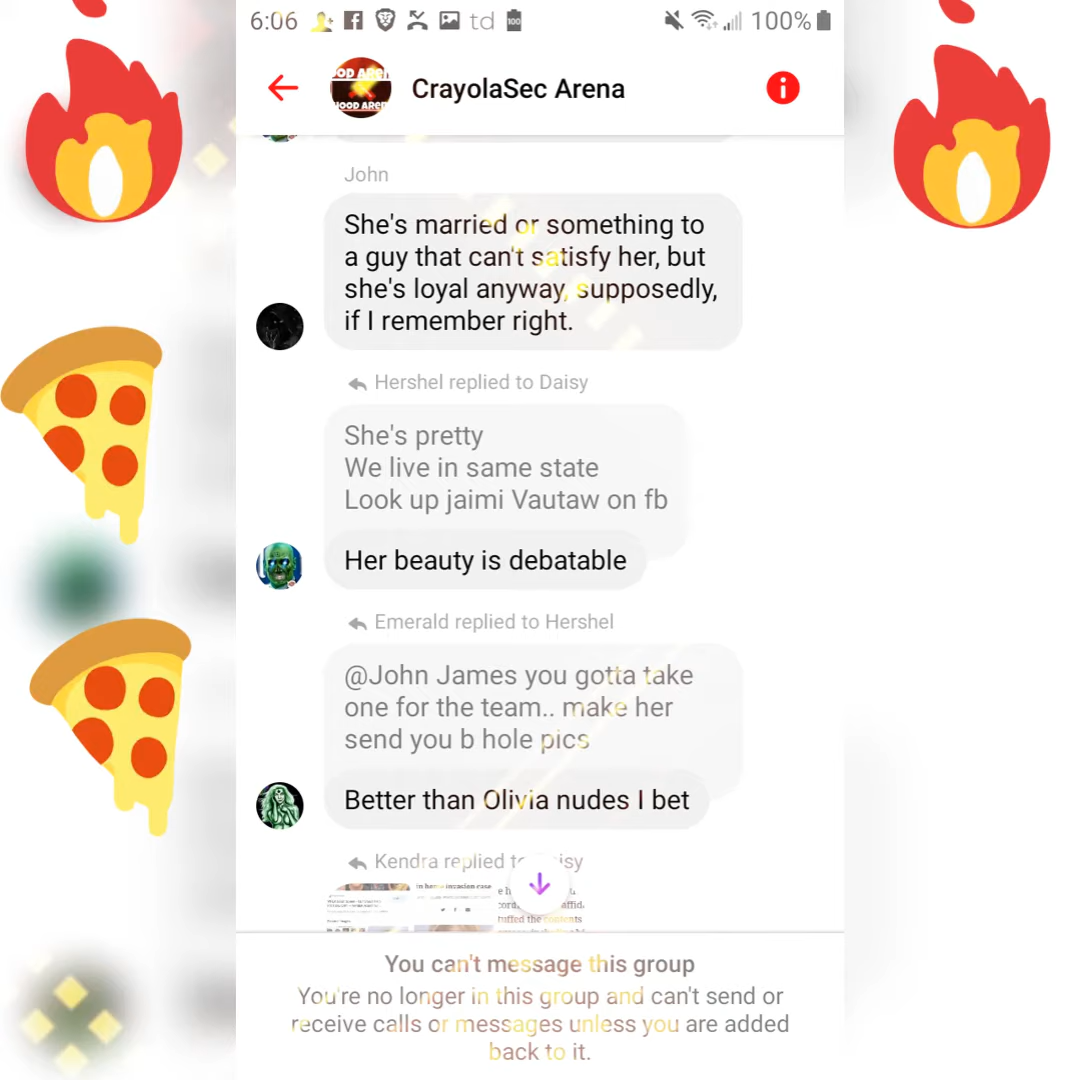 6:06 td 100 100%
CrayolaSec Arena
John
She's married or something to
a guy that can't satisfy her, but
she's loyal anyway, supposedly,
if I remember right.
Hershel replied to Daisy
She's pretty
We live in same state
Look up jaimi Vautaw on fb
Her beauty is debatable
Emerald replied to Hershel
@John James you gotta take
one for the team.. make her
send you b hole pics
Better than Olivia nudes I bet
Kendra replied
in home invasion case
You can't message this group
You're no longer in this group and can't send or
receive calls or messages unless you are added
back to it.